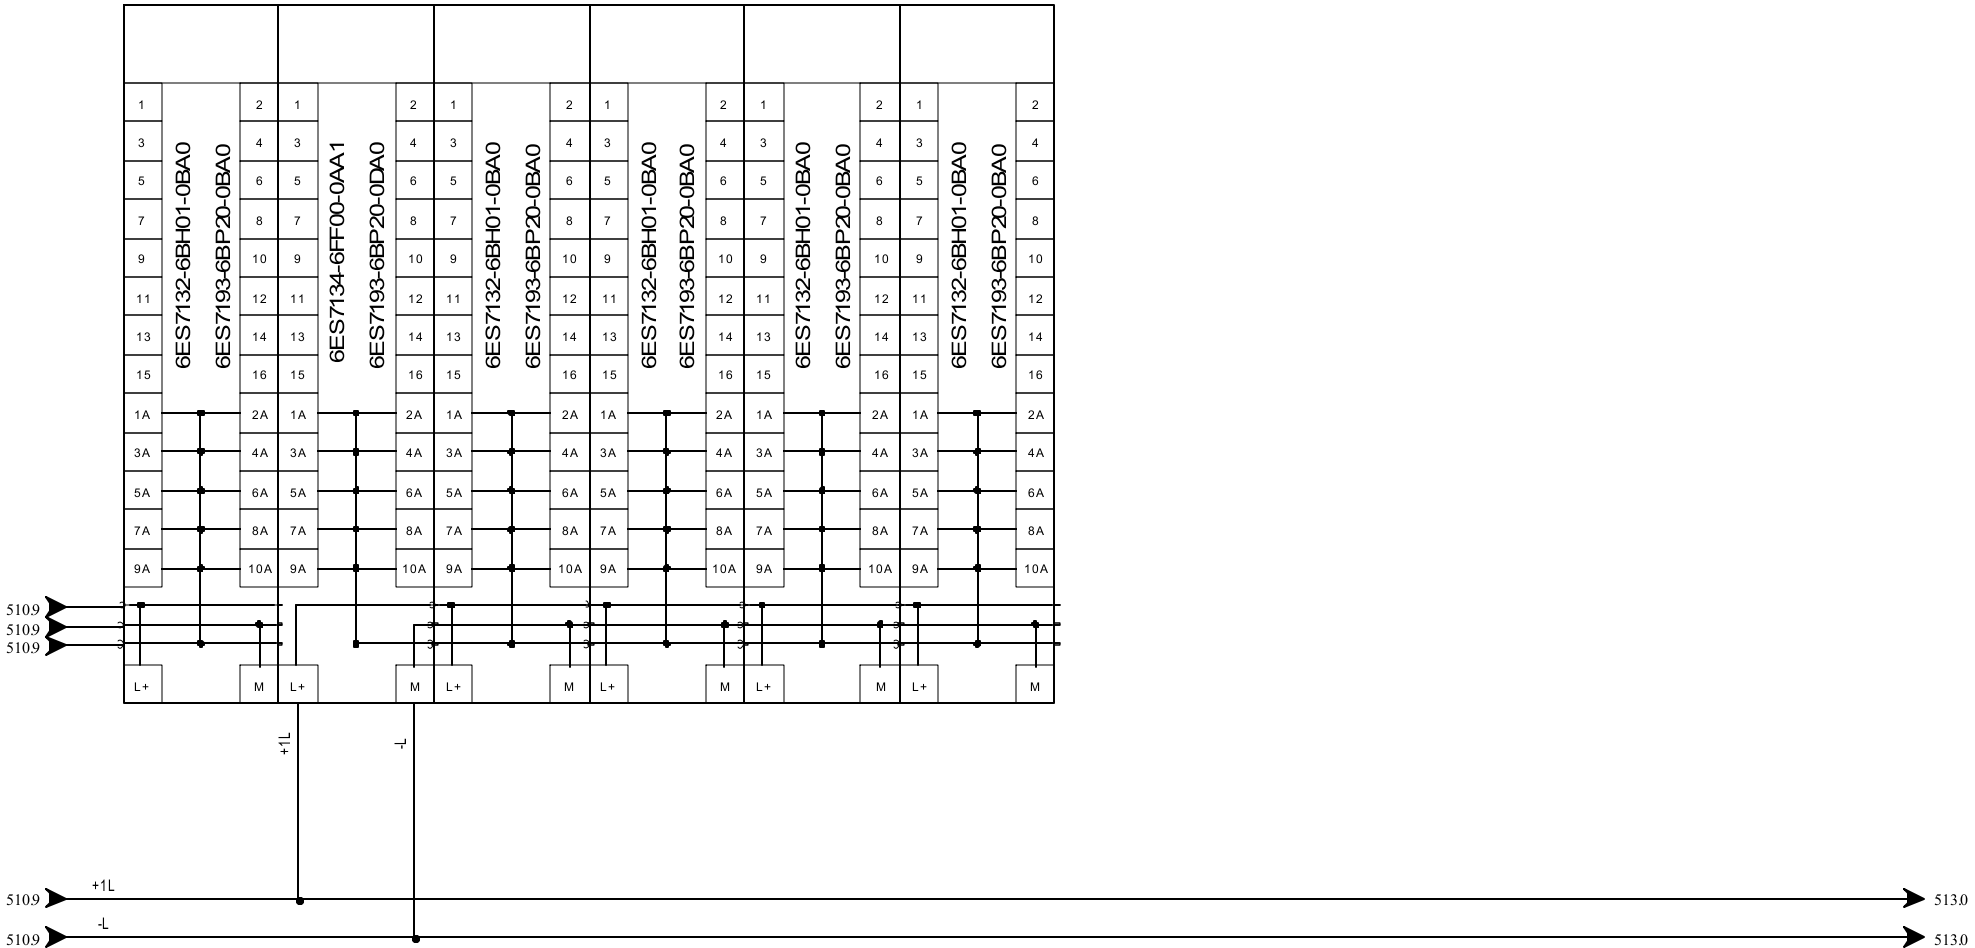 1 2 1 2 1 2 1 2 1 2 1 2
3 4 3 4 3 4 3 4 3 4 3 4
5 6 5 6 5 6 5 6 5 6 5 6
7 8 7 8 7 8 7 8 7 8 7 8
9 10 9 10 9 10 9 10 9 10 9 10
11 12 11 12 11 12 11 12 11 12 11 12
13 14 13 14 13 14 13 14 13 14 13 14
15 16 15 16 15 16 15 16 15 16 15 16
6ES7132-6BH01-0BA0
6ES7193-6BP20-0BA0
6ES7134-6FF00-0AA1
6ES7193-6BP20-0DA0
6ES7132-6BH01-0BA0
6ES7193-6BP20-0BA0
6ES7132-6BH01-0BA0
6ES7193-6BP20-0BA0
6ES7132-6BH01-0BA0
6ES7193-6BP20-0BA0
6ES7132-6BH01-0BA0
6ES7193-6BP20-0BA0
1A 2A 1A 2A 1A 2A 1A 2A 1A 2A 1A 2A
3A 4A 3A 4A 3A 4A 3A 4A 3A 4A 3A 4A
5A 6A 5A 6A 5A 6A 5A 6A 5A 6A 5A 6A
7A 8A 7A 8A 7A 8A 7A 8A 7A 8A 7A 8A
9A 10A 9A 10A 9A 10A 9A 10A 9A 10A 9A 10A
510.9
510.9
510.9
L+ M L+ M L+ M L+ M L+ M L+ M
+1L
-L
+1L
510.9 513.0
-L
510.9 513.0